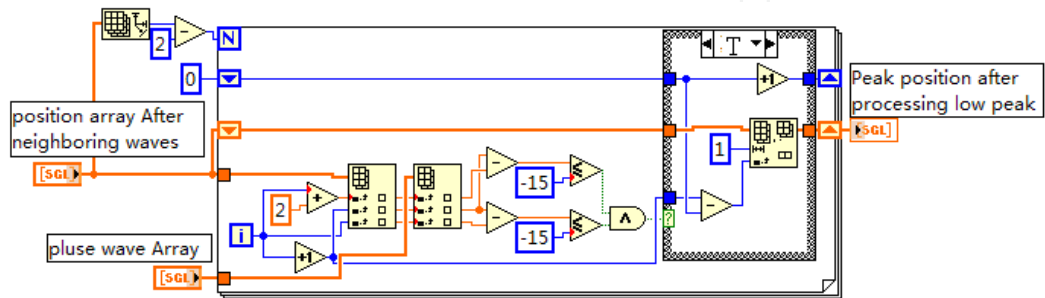 2
N
T
0
+1
Peak position after
processing low peak
position array After
neighboring waves
[SGL]
[SGL]
1
-15
2
+
-15
i
+1
?
pluse wave Array
[SGL]